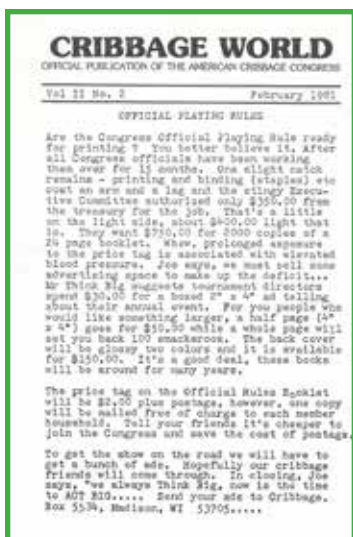 CRIBBAGE WORLD
OFFICIAL PUBLICATION OF THE AMERICAN CRIBBAGE CONGRESS
Vol II No. 2 February 1981
OFFICIAL PLAYING RULES
Are the Congress Official Playing Rule ready
for printing ? You better believe it. After
all Congress officials have been working
them over for 15 months. One slight
remains - printing and binding (staples) etc
cost an arm and a leg and the stingy Execu-
tive Committee authorized only $350.00 from
the treasury for the job. That's a little
on the light side, about $400.00 light that
is. They want $750.00 for 2000 copies of a
24 page booklet. Whew, prolonged exposure
to the price tag is associated with elevated
blood pressure. Joe says, we must sell some
advertising space to make up the deficit...
Mr Think Big suggests tournament directors
spend $30.00 for a boxed 2" x 4" ad telling
about their annual event. For you people who
would like something larger, a half page (4"
x 4") goes for $50.00 while a whole page will
set you back 100 smackeroos. The back cover
will be glossy two colors and it is available
for $150.00. It's a good deal, these books
will be around for many years.
The price tag on the Official Rules Booklet
will be $2.00 plus postage, however, one copy
will be mailed free of charge to each member
household. Tell your friends it's cheaper to
join the Congress and save the cost of postage.
To get the show on the road we will have to
get a bunch of ads. Hopefully our cribbage
friends will come through. In closing, Joe
says, "we always Think Big, now is the time
to ACT BIG..... Send your ads to Cribbage.
Box 5534, Madison, WI 53705.....